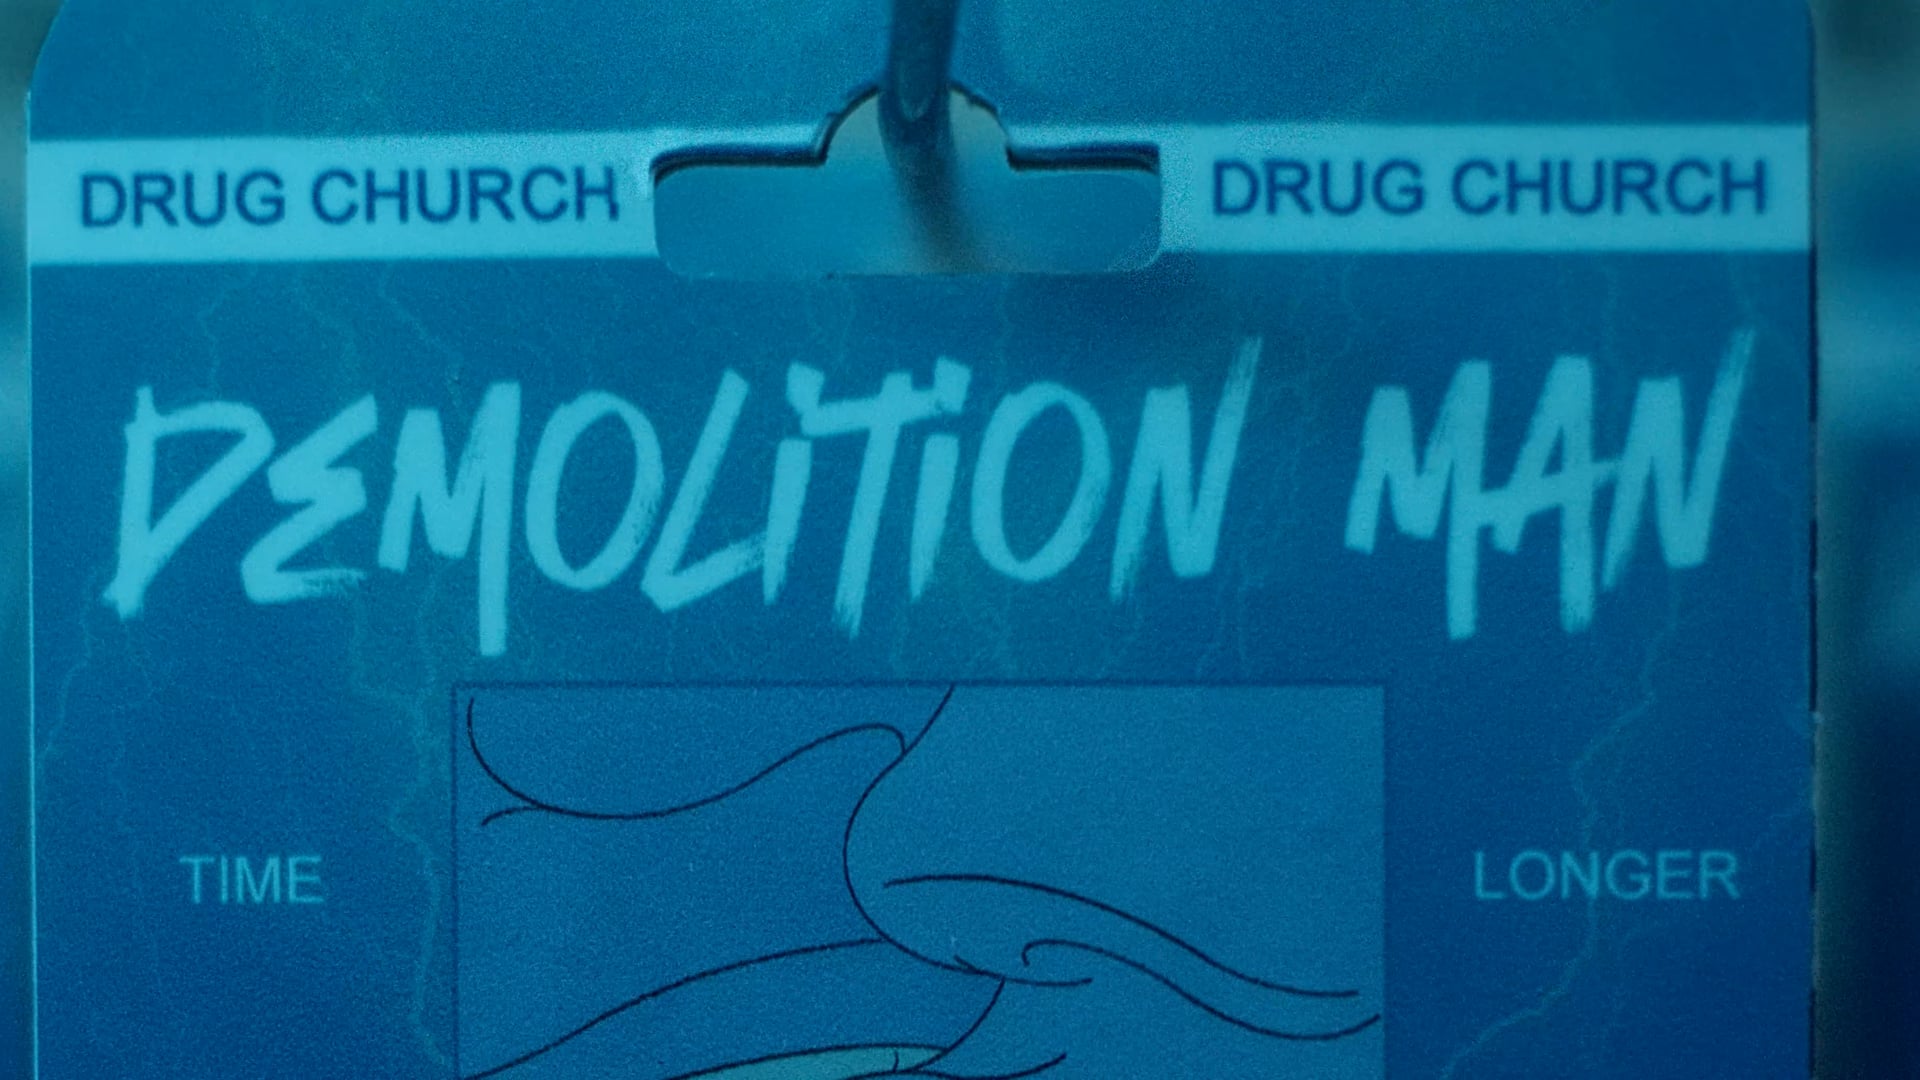 DRUG CHURCH DRUG CHURCH
DEMOLITION MAN
TIME LONGER